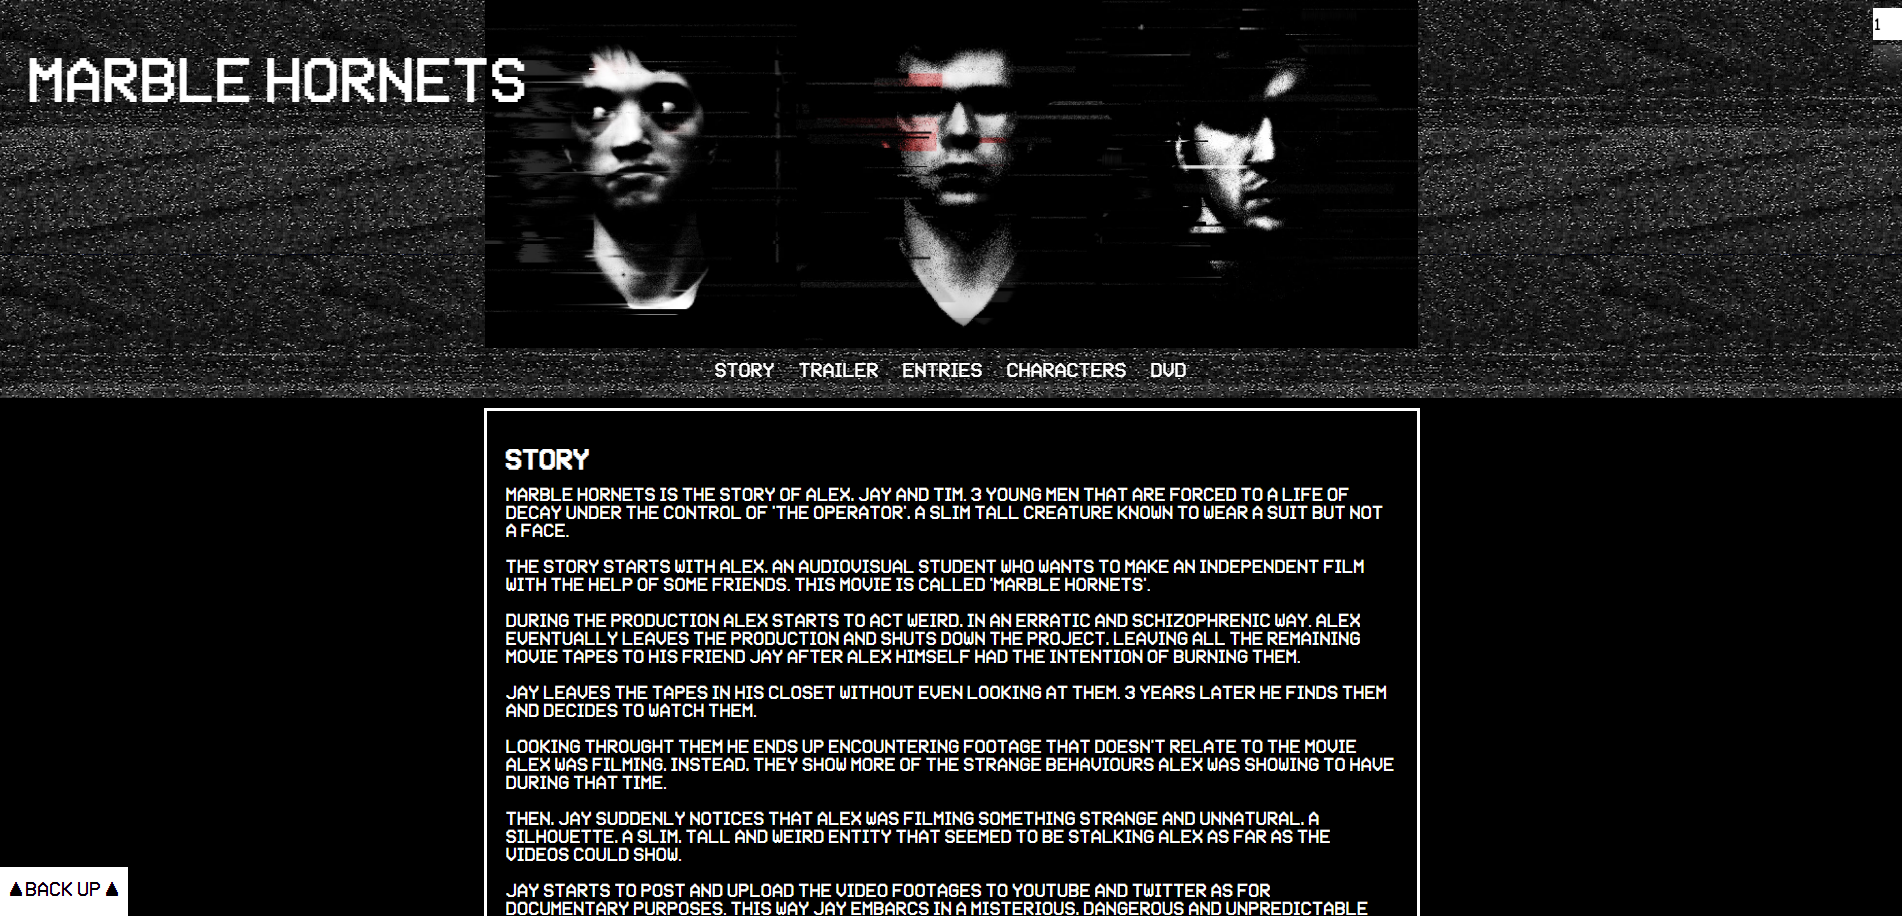 1
MARBLE HORNETS
STORY TRAILER ENTRIES CHARACTERS DVD
STORY
MARBLE HORNETS IS THE STORY OF ALEX. JAY AND TIM. 3 YOUNG MEN THAT ARE FORCED TO A LIFE OF
DECAY UNDER THE CONTROL OF 'THE OPERATOR'. A SLIM TALL CREATURE KNOWN TO WEAR A SUIT BUT NOT
A FACE.
THE STORY STARTS WITH ALEX. AN AUDIOVISUAL STUDENT WHO WANTS TO MAKE AN INDEPENDENT FILM
WITH THE HELP OF SOME FRIENDS. THIS MOVIE IS CALLED 'MARBLE HORNETS'.
DURING THE PRODUCTION ALEX STARTS TO ACT WEIRD. IN AN ERRATIC AND SCHIZOPHRENIC WAY. ALEX
EVENTUALLY LEAVES THE PRODUCTION AND SHUTS DOWN THE PROJECT. LEAVING ALL THE REMAINING
MOVIE TAPES TO HIS FRIEND JAY AFTER ALEX HIMSELF HAD THE INTENTION OF BURNING THEM.
JAY LEAVES THE TAPES IN HIS CLOSET WITHOUT EVEN LOOKING AT THEM. 3 YEARS LATER HE FINDS THEM
AND DECIDES TO WATCH THEM.
LOOKING THROUGHT THEM HE ENDS UP ENCOUNTERING FOOTAGE THAT DOESN'T RELATE TO THE MOVIE
ALEX WAS FILMING. INSTEAD. THEY SHOW MORE OF THE STRANGE BEHAVIOURS ALEX WAS SHOWING TO HAVE
DURING THAT TIME.
THEN. JAY SUDDENLY NOTICES THAT ALEX WAS FILMING SOMETHING STRANGE AND UNNATURAL. A
SILHOUETTE. A SLIM. TALL AND WEIRD ENTITY THAT SEEMED TO BE STALKING ALEX AS FAR AS THE
VIDEOS COULD SHOW.
JAY STARTS TO POST AND UPLOAD THE VIDEO FOOTAGES TO YOUTUBE AND TWITTER AS FOR
DOCUMENTARY PURPOSES. THIS WAY JAY EMBARCS IN A MISTERIOUS. DANGEROUS AND UNPREDICTABLE
▲BACK UP ▲